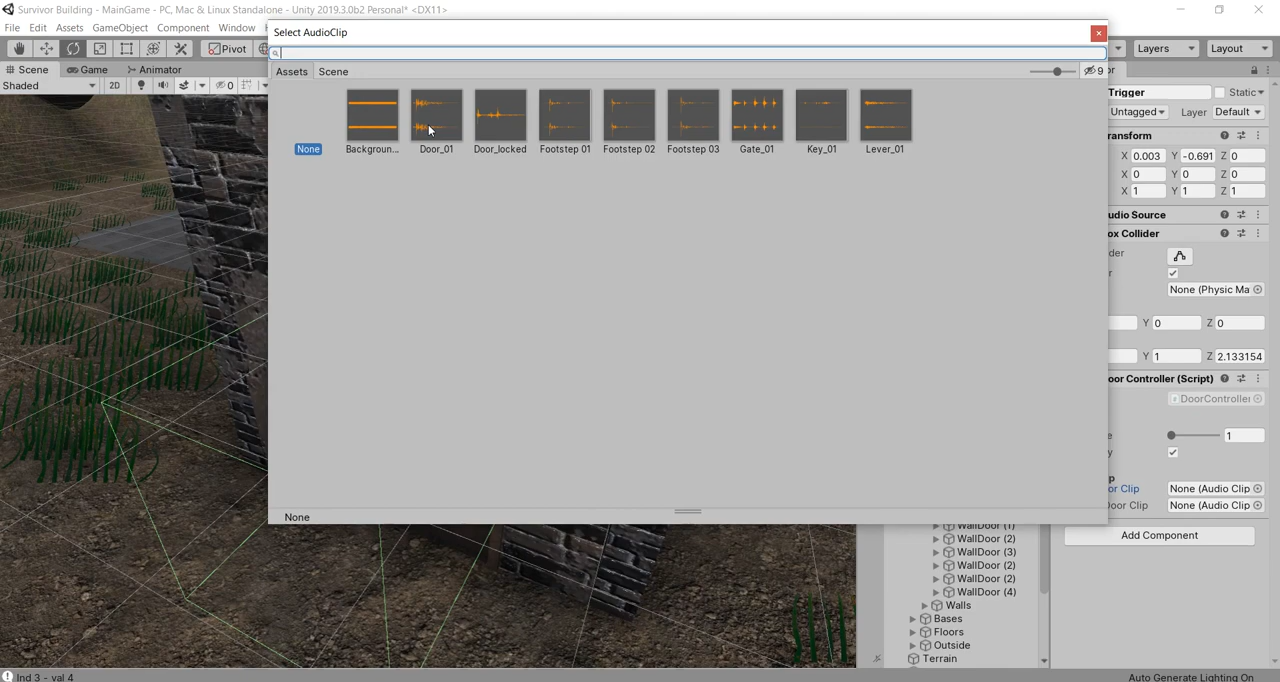 Survivor Building - MainGame - PC, Mac & Linux Standalone - Unity 2019.3.0b2 Personal* <DX11>
File Edit Assets GameObject Component Window
Select AudioClip
Pivot
Layers Layout
Scene Game Animator
Assets Scene
9
Shaded 2D 0
Trigger Static
Untagged Layer Default
None Backgroun... Door_01 Door_locked Footstep 01 Footstep 02 Footstep 03 Gate_01 Key_01 Lever_01
ransform
X 0.003 Y -0.691 Z 0
X 0 Y 0 Z 0
X 1 Y 1 Z 1
udio Source
ox Collider
der
r
None (Physic Ma
Y 0 Z 0
Y 1 Z 2.133154
oor Controller (Script)
DoorController
e 1
y
p
or Clip None (Audio Clip
Door Clip None (Audio Clip
None
Add Component
WallDoor (1)
WallDoor (2)
WallDoor (3)
WallDoor (2)
WallDoor (2)
WallDoor (4)
Walls
Bases
Floors
Outside
Terrain
Ind 3 - val 4
Auto Generate Lighting On